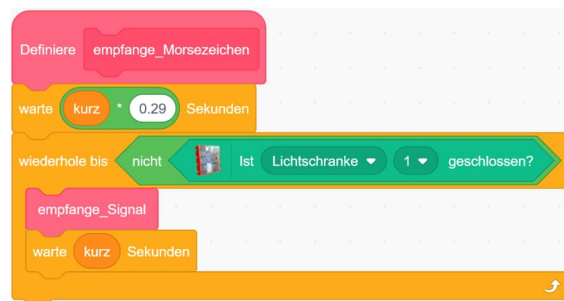 Definiere empfange_Morsezeichen
warte kurz * 0.29 Sekunden
wiederhole bis nicht Ist Lichtschranke 1 geschlossen?
empfange_Signal
warte kurz Sekunden